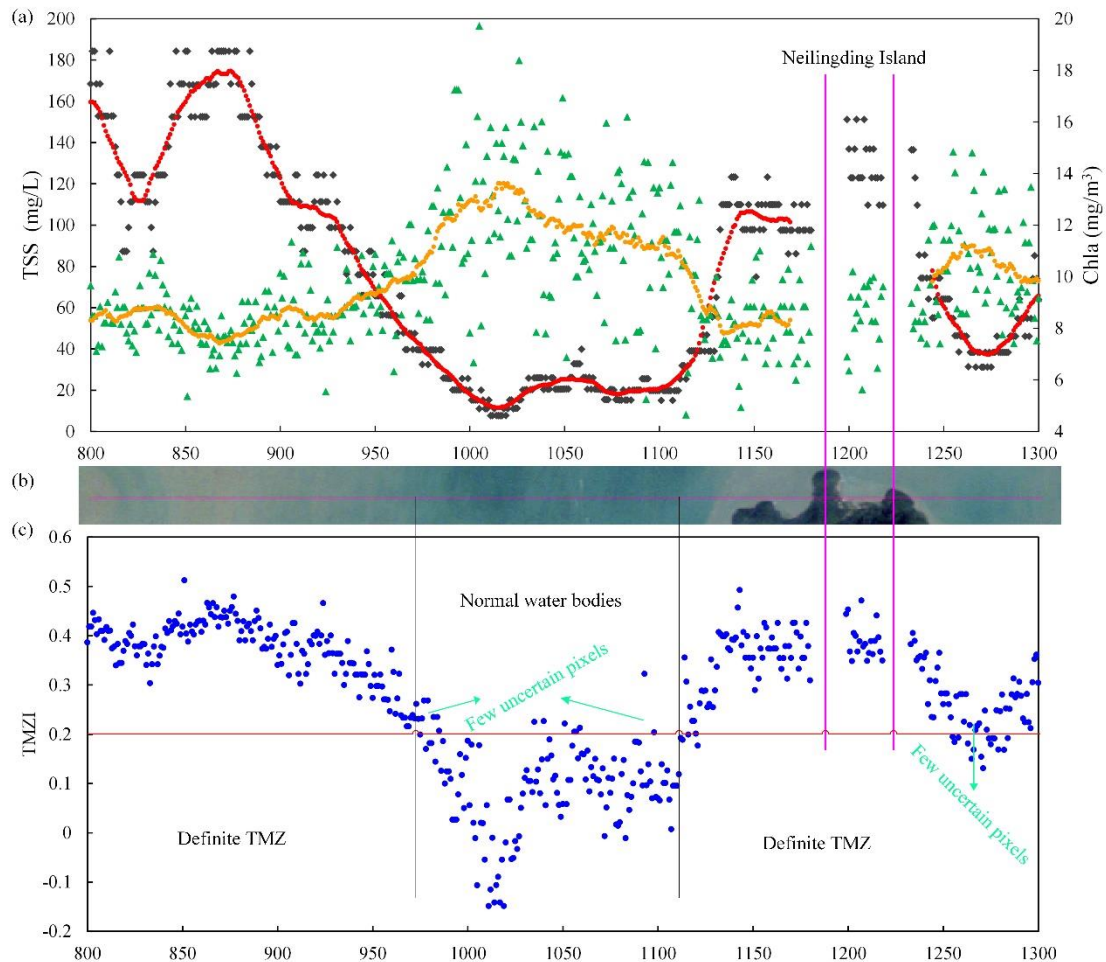 (a)
Neilingding Island
TSS (mg/L)
200
180
160
140
120
100
80
60
40
20
0
Chla (mg/m³)
20
18
16
14
12
10
8
6
4
800 850 900 950 1000 1050 1100 1150 1200 1250 1300
(b)
(c)
TMZI
0.6
0.5
0.4
0.3
0.2
0.1
0
-0.1
-0.2
Normal water bodies
Few uncertain pixels
Few uncertain pixels
Definite TMZ
Definite TMZ
800 850 900 950 1000 1050 1100 1150 1200 1250 1300